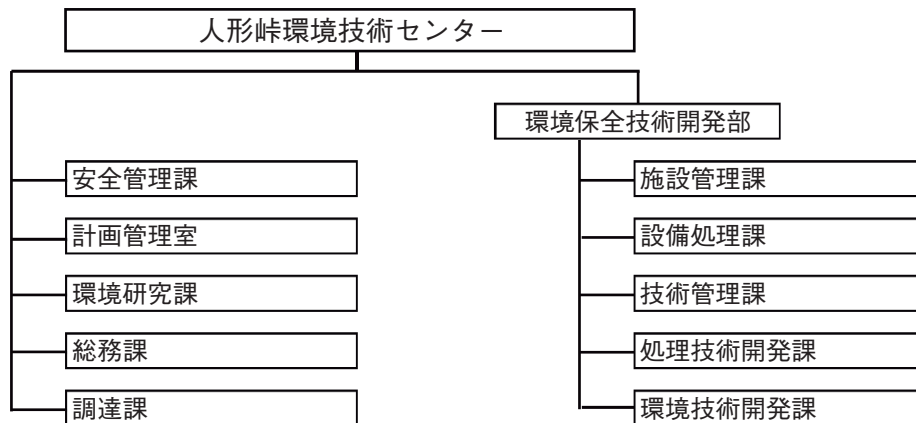 人形峠環境技術センター
環境保全技術開発部
安全管理課
計画管理室
環境研究課
総務課
調達課
施設管理課
設備処理課
技術管理課
処理技術開発課
環境技術開発課